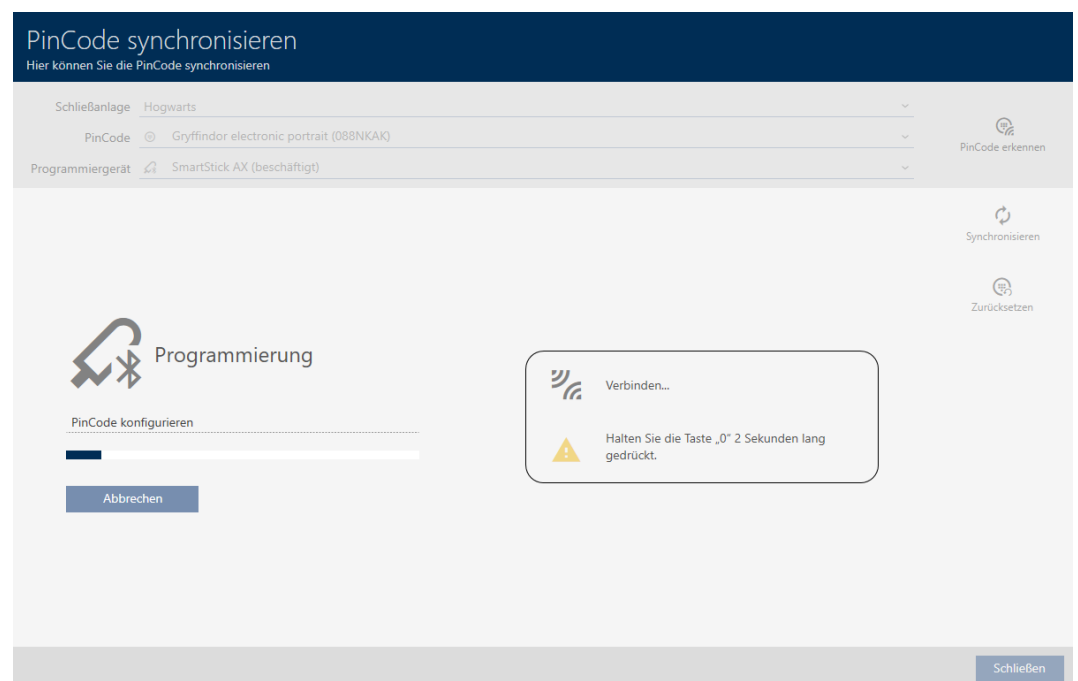 PinCode synchronisieren
Hier können Sie die PinCode synchronisieren
Schließanlage Hogwarts
PinCode Gryffindor electronic portrait (088NKAK)
PinCode erkennen
Programmiergerät SmartStick AX (beschäftigt)
Synchronisieren
Zurücksetzen
Programmierung
PinCode konfigurieren
Abbrechen
Verbinden...
Halten Sie die Taste „0“ 2 Sekunden lang
gedrückt.
Schließen